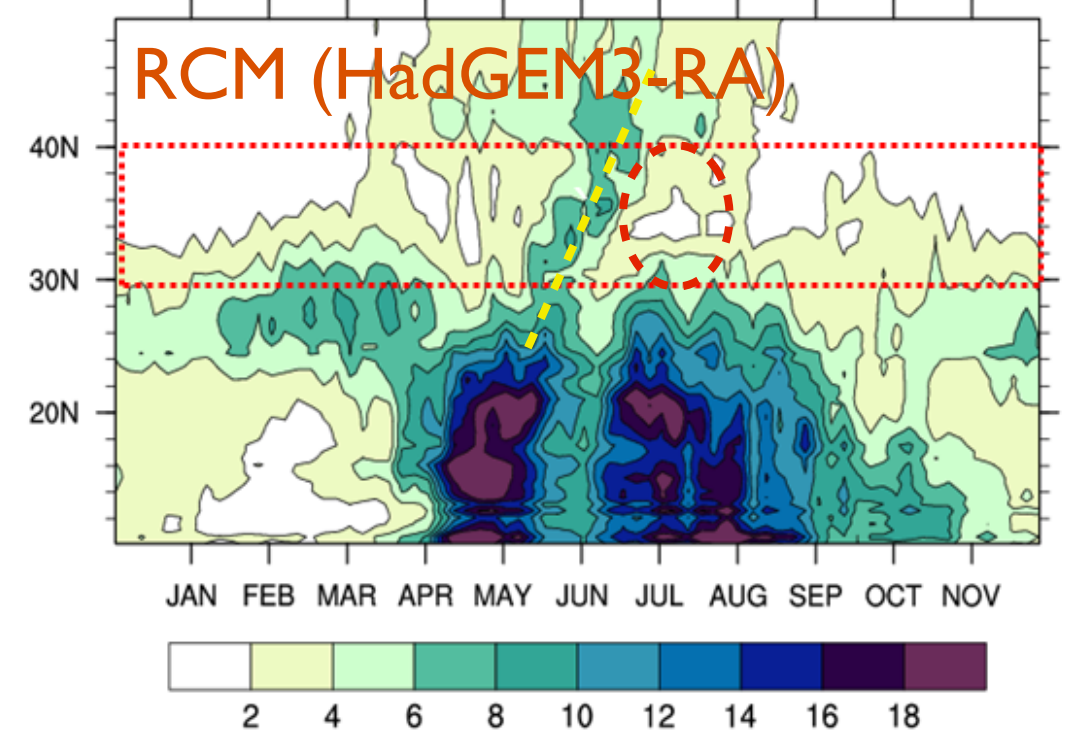 RCM (HadGEM3-RA)
40N
30N
20N
JAN FEB MAR APR MAY JUN JUL AUG SEP OCT NOV
2 4 6 8 10 12 14 16 18